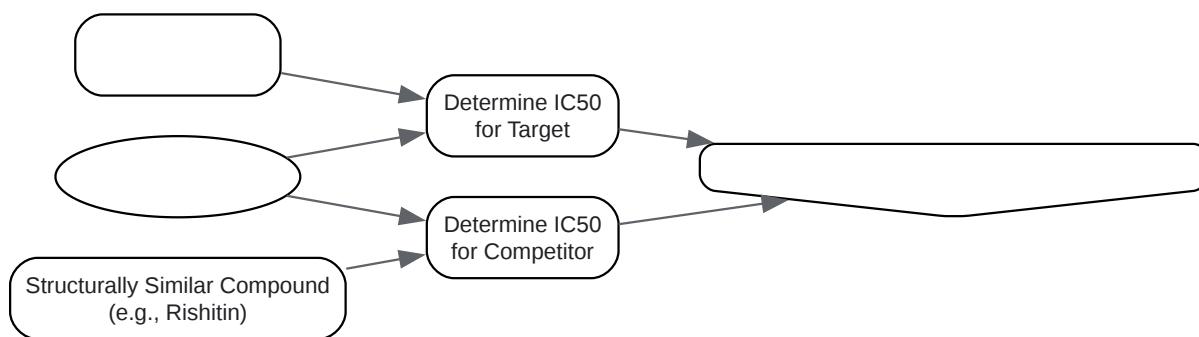 Determine IC50
for Target
Determine IC50
for Competitor
Structurally Similar Compound
(e.g., Rishitin)